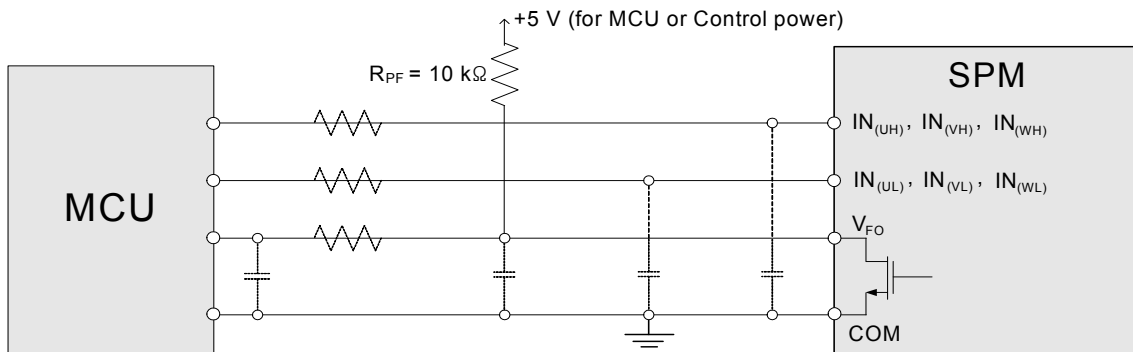 +5 V (for MCU or Control power)
R_PF = 10 kΩ
SPM
IN_(UH), IN_(VH), IN_(WH)
MCU
IN_(UL), IN_(VL), IN_(WL)
V_FO
COM